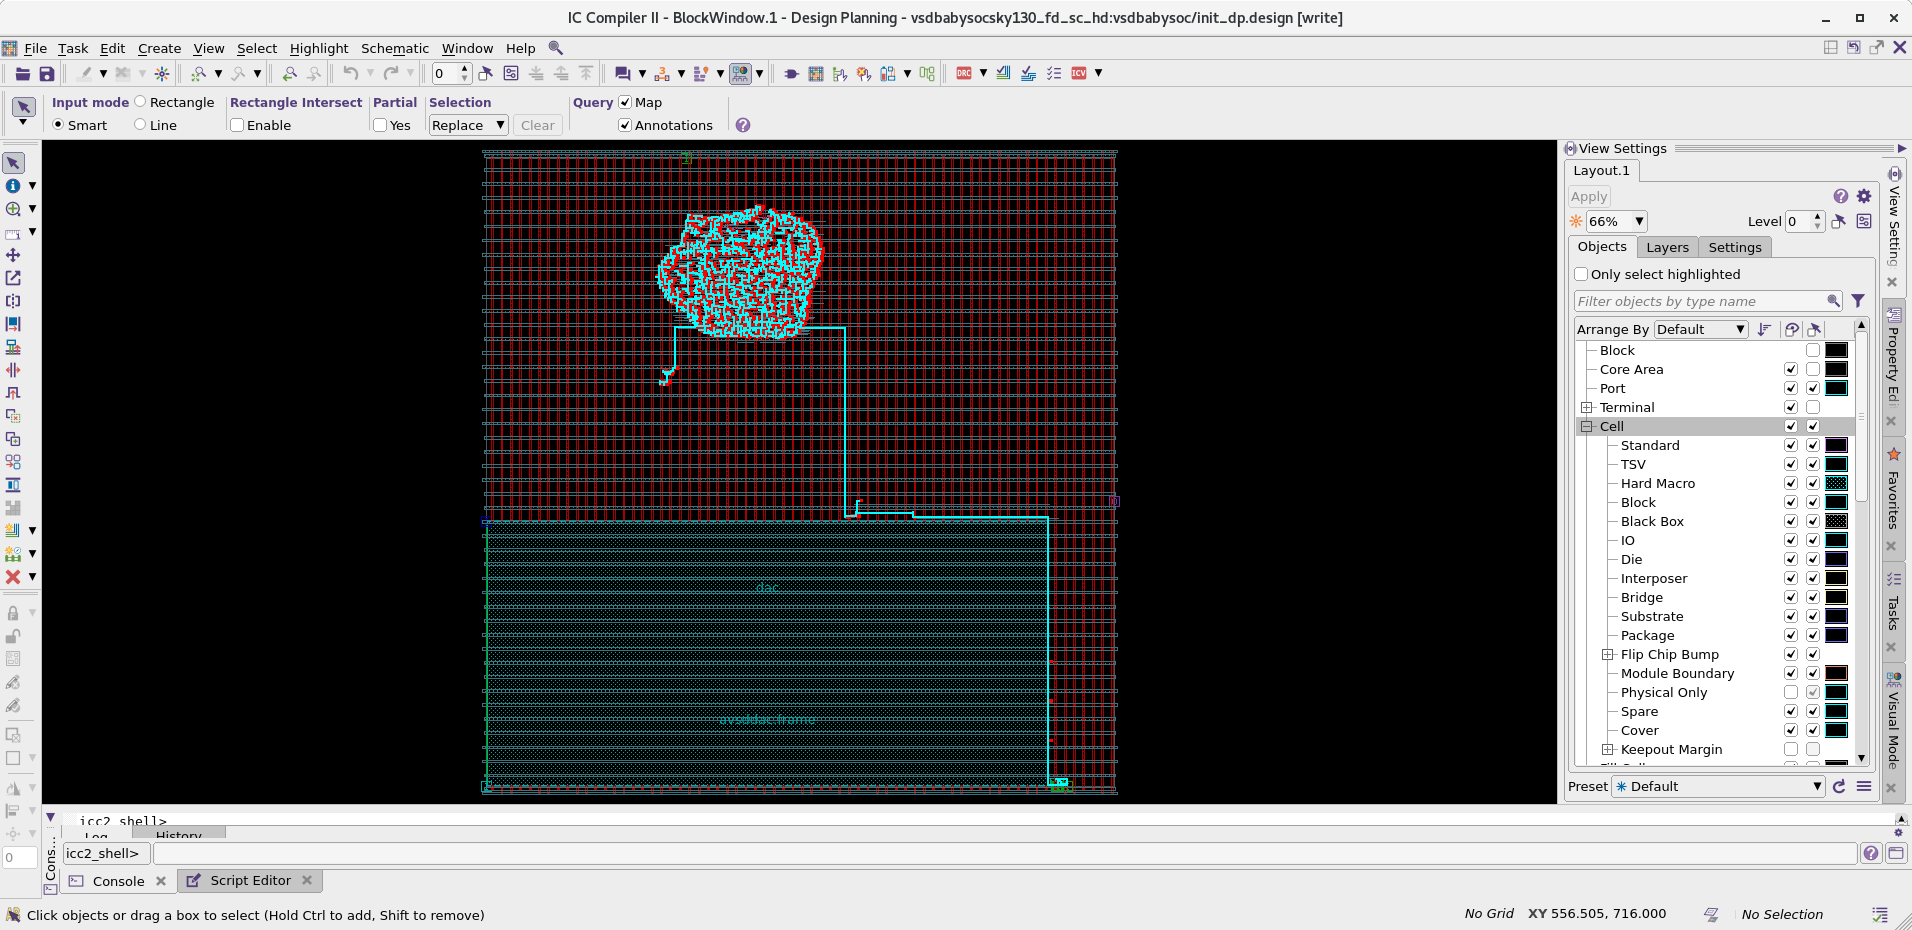 IC Compiler II - BlockWindow.1 - Design Planning - vsdbabysocsky130_fd_sc_hd:vsdbabysoc/init_dp.design [write]
File Task Edit Create View Select Highlight Schematic Window Help
0 DRC ICV
Input mode Rectangle Rectangle Intersect Partial Selection Query Map
Smart Line Enable Yes Replace Clear Annotations
View Settings
Layout.1
Apply
66% Level 0
Objects Layers Settings
Only select highlighted
Filter objects by type name
Arrange By Default
Block
Core Area
Port
Terminal
Cell
Standard
TSV
Hard Macro
Block
Black Box
IO
Die
Interposer
Bridge
Substrate
Package
Flip Chip Bump
Module Boundary
Physical Only
Spare
Cover
Keepout Margin
Preset Default
View Setting
Property Edi
Favorites
Tasks
Visual Mode
dac
avsddac.frame
icc2_shell>
Log History
Cons...
0
icc2_shell>
Console Script Editor
Click objects or drag a box to select (Hold Ctrl to add, Shift to remove)
No Grid XY 556.505, 716.000 No Selection